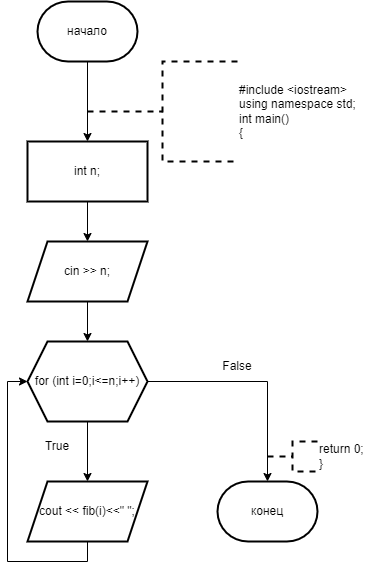 начало
#include <iostream>
using namespace std;
int main()
{
int n;
cin >> n;
for (int i=0;i<=n;i++)
False
True
return 0;
}
cout << fib(i)<<" ";
конец